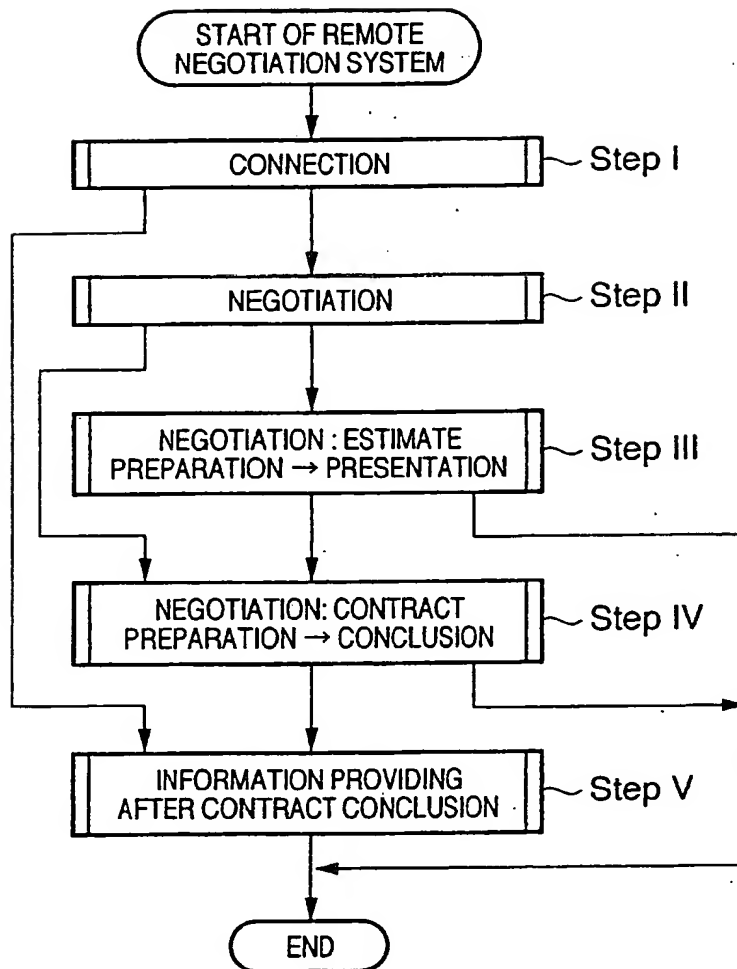 START OF REMOTE
NEGOTIATION SYSTEM
CONNECTION
Step I
NEGOTIATION
Step II
NEGOTIATION : ESTIMATE
PREPARATION → PRESENTATION
Step III
NEGOTIATION: CONTRACT
PREPARATION → CONCLUSION
Step IV
INFORMATION PROVIDING
AFTER CONTRACT CONCLUSION
Step V
END